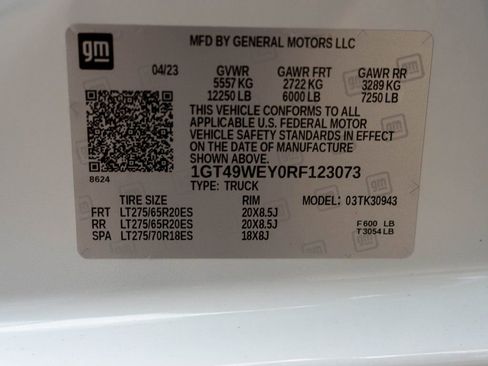 gm
MFD BY GENERAL MOTORS LLC
04/23 GVWR GAWR FRT GAWR RR
5557 KG 2722 KG 3289 KG
12250 LB 6000 LB 7250 LB
THIS VEHICLE CONFORMS TO ALL
APPLICABLE U.S. FEDERAL MOTOR
VEHICLE SAFETY STANDARDS IN EFFECT
ON THE DATE OF MANUFACTURE
SHOWN ABOVE.
8624
1GT49WEY0RF123073
TYPE: TRUCK
TIRE SIZE RIM MODEL: 03TK30943
FRT LT275/65R20ES 20X8.5J F 600 LB
RR LT275/65R20ES 20X8.5J T 3054 LB
SPA LT275/70R18ES 18X8J